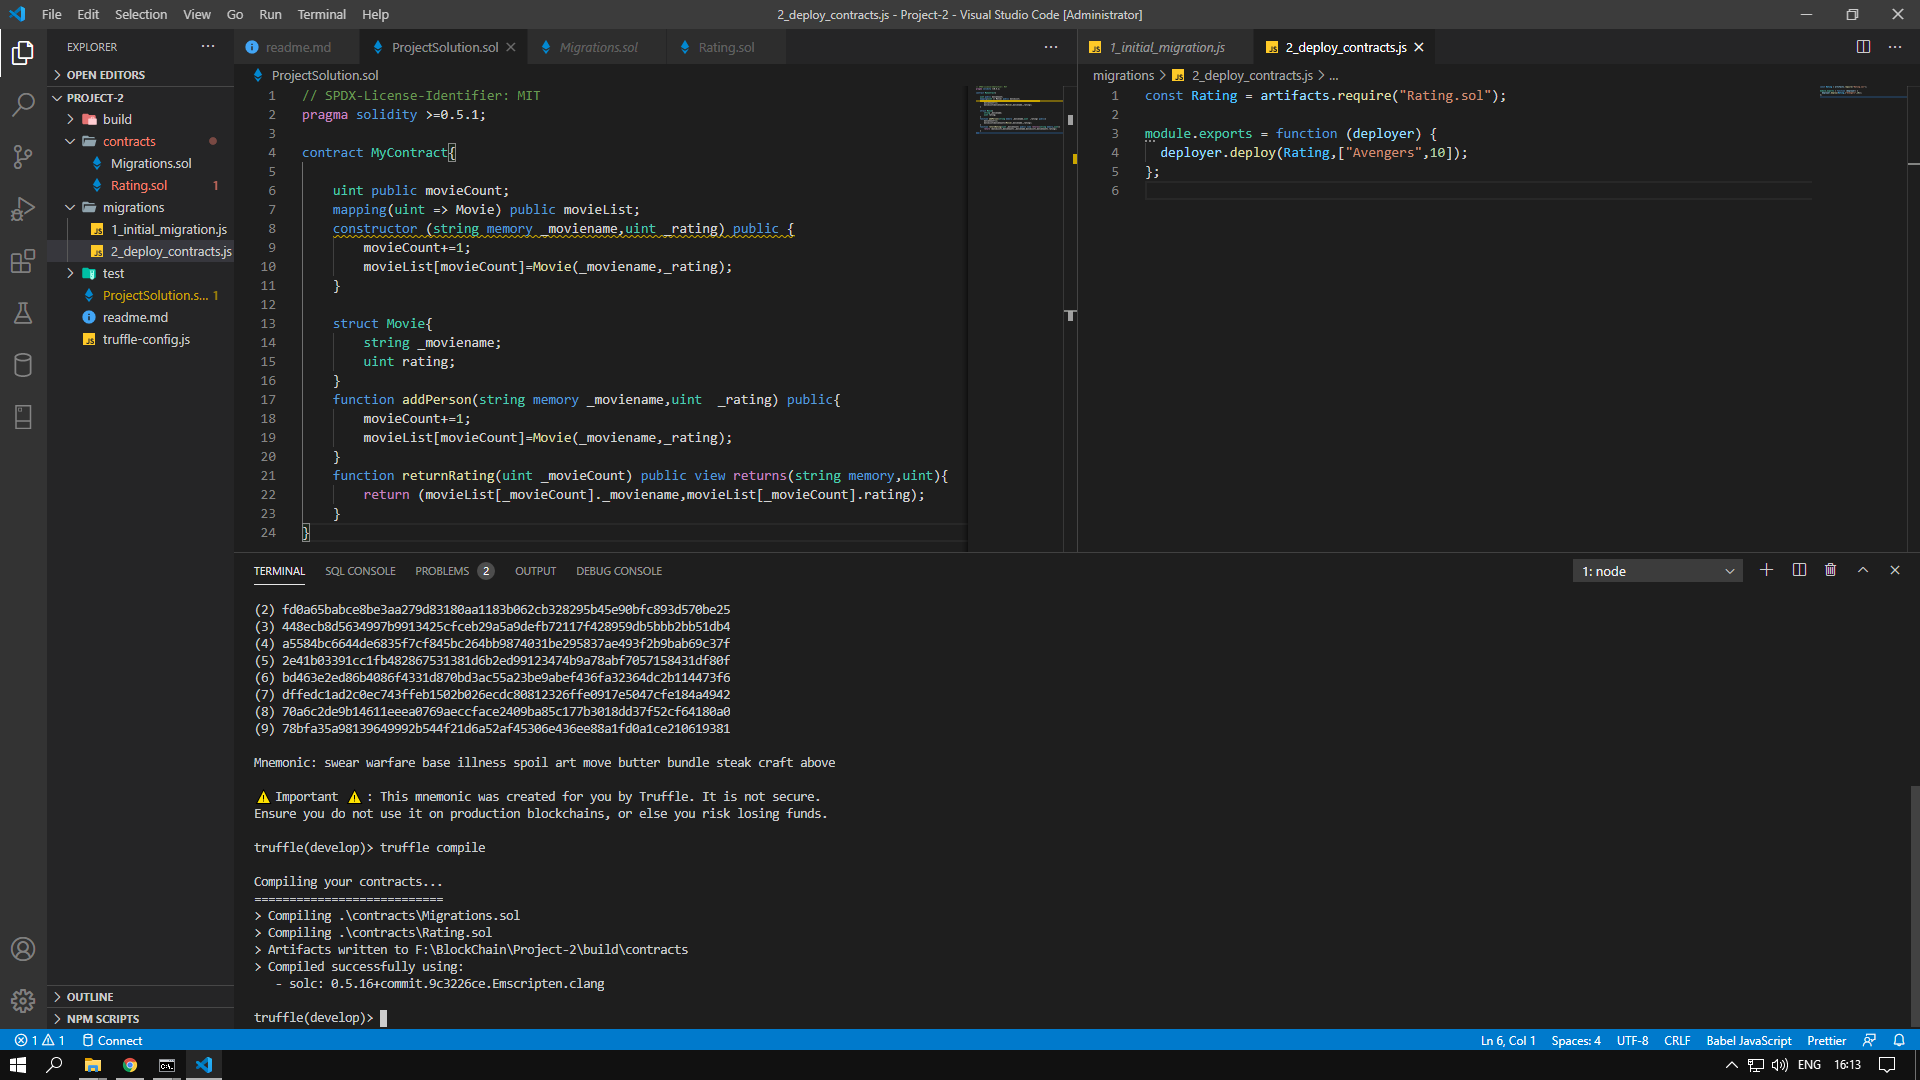 File Edit Selection View Go Run Terminal Help
2_deploy_contracts.js - Project-2 - Visual Studio Code [Administrator]
EXPLORER
OPEN EDITORS
PROJECT-2
build
contracts
Migrations.sol
Rating.sol 1
migrations
1_initial_migration.js
2_deploy_contracts.js
test
ProjectSolution.s... 1
readme.md
truffle-config.js
OUTLINE
NPM SCRIPTS
readme.md ProjectSolution.sol Migrations.sol Rating.sol
ProjectSolution.sol
1 // SPDX-License-Identifier: MIT
2 pragma solidity >=0.5.1;
3
4 contract MyContract{
5
6 uint public movieCount;
7 mapping(uint => Movie) public movieList;
8 constructor (string memory _moviename,uint _rating) public {
9 movieCount+=1;
10 movieList[movieCount]=Movie(_moviename,_rating);
11 }
12
13 struct Movie{
14 string _moviename;
15 uint rating;
16 }
17 function addPerson(string memory _moviename,uint  _rating) public{
18 movieCount+=1;
19 movieList[movieCount]=Movie(_moviename,_rating);
20 }
21 function returnRating(uint _movieCount) public view returns(string memory,uint){
22 return (movieList[_movieCount]._moviename,movieList[_movieCount].rating);
23 }
24 }
1_initial_migration.js 2_deploy_contracts.js
migrations > 2_deploy_contracts.js > ...
1 const Rating = artifacts.require("Rating.sol");
2
3 module.exports = function (deployer) {
4 deployer.deploy(Rating,["Avengers",10]);
5 };
6
TERMINAL SQL CONSOLE PROBLEMS 2 OUTPUT DEBUG CONSOLE
1: node
(2) fd0a65babce8be3aa279d83180aa1183b062cb328295b45e90bfc893d570be25
(3) 448ecb8d5634997b9913425cfceb29a5a9defb72117f428959db5bbb2bb51db4
(4) a5584bc6644de6835f7cf845bc264bb9874031be295837ae493f2b9bab69c37f
(5) 2e41b03391cc1fb482867531381d6b2ed99123474b9a78abf7057158431df80f
(6) bd463e2ed86b4086f4331d870bd3ac55a23be9abef436fa32364dc2b114473f6
(7) dffedc1ad2c0ec743ffeb1502b026ecdc80812326ffe0917e5047cfe184a4942
(8) 70a6c2de9b14611eeea0769aeccface2409ba85c177b3018dd37f52cf64180a0
(9) 78bfa35a98139649992b544f21d6a52af45306e436ee88a1fd0a1ce210619381
Mnemonic: swear warfare base illness spoil art move butter bundle steak craft above
⚠ Important ⚠ : This mnemonic was created for you by Truffle. It is not secure.
Ensure you do not use it on production blockchains, or else you risk losing funds.
truffle(develop)> truffle compile
Compiling your contracts...
===========================
> Compiling .\contracts\Migrations.sol
> Compiling .\contracts\Rating.sol
> Artifacts written to F:\BlockChain\Project-2\build\contracts
> Compiled successfully using:
- solc: 0.5.16+commit.9c3226ce.Emscripten.clang
truffle(develop)>
1 1 Connect
Ln 6, Col 1 Spaces: 4 UTF-8 CRLF Babel JavaScript Prettier
ENG 16:13